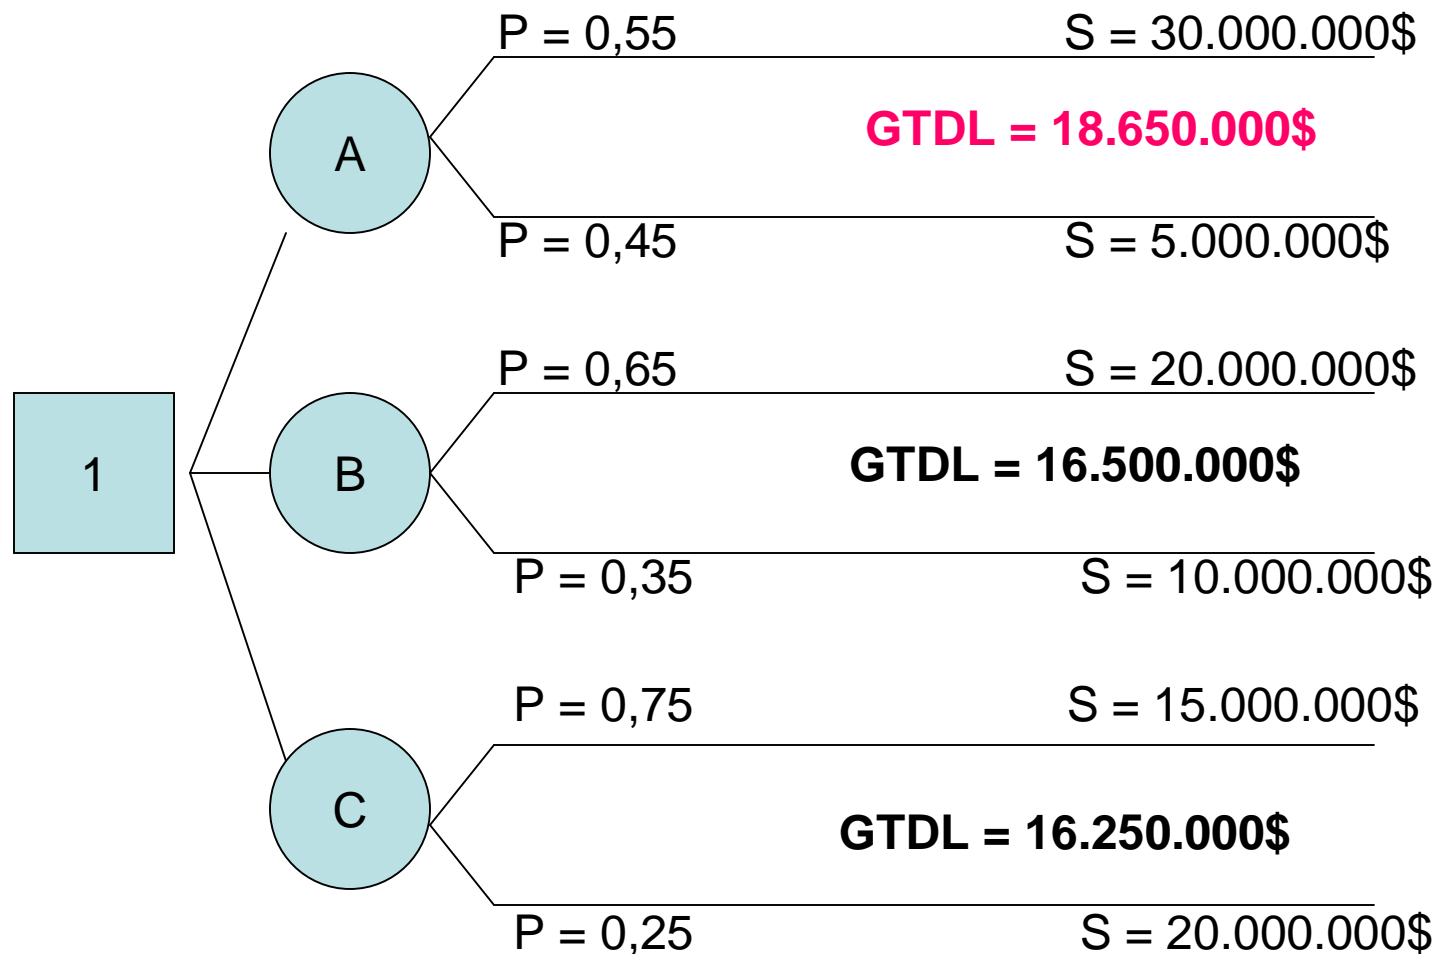 P = 0,55 S = 30.000.000$
GTDL = 18.650.000$
A
P = 0,45 S = 5.000.000$
P = 0,65 S = 20.000.000$
1 B GTDL = 16.500.000$
P = 0,35 S = 10.000.000$
P = 0,75 S = 15.000.000$
C GTDL = 16.250.000$
P = 0,25 S = 20.000.000$